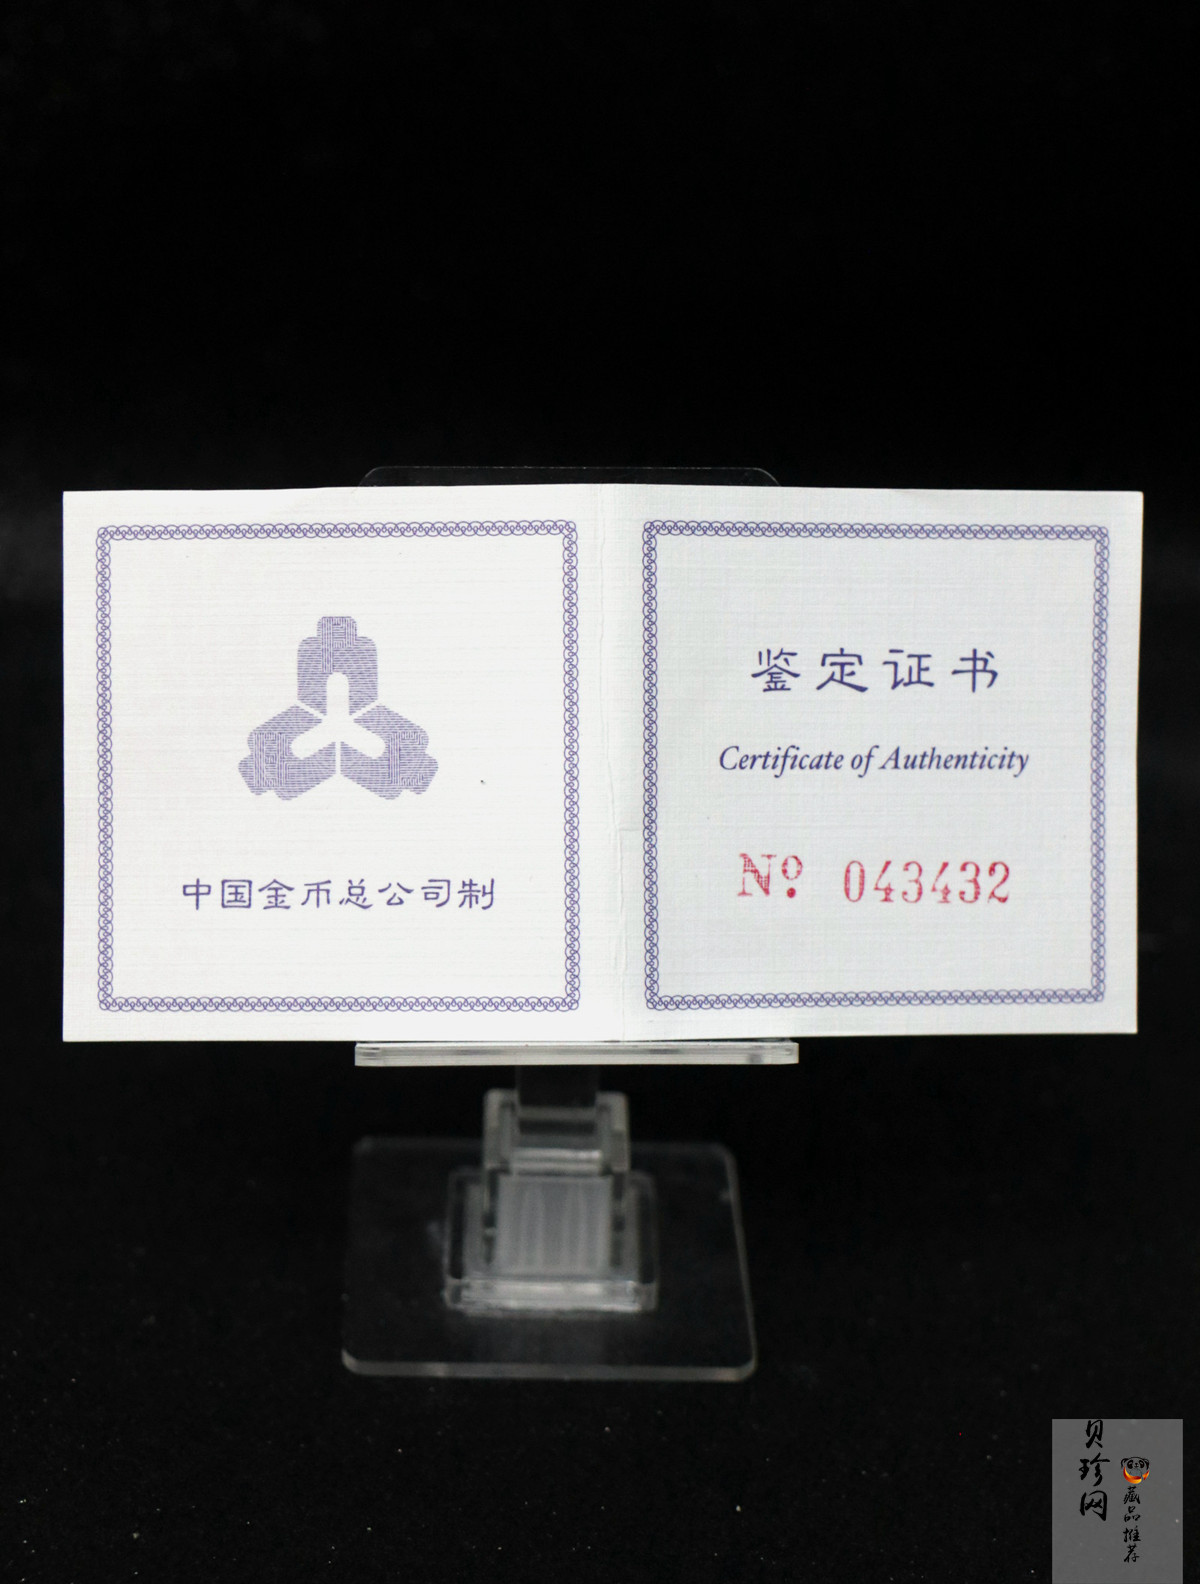 中国金币总公司制
鉴定证书
Certificate of Authenticity
Nº. 043432
贝珍网
藏品推荐